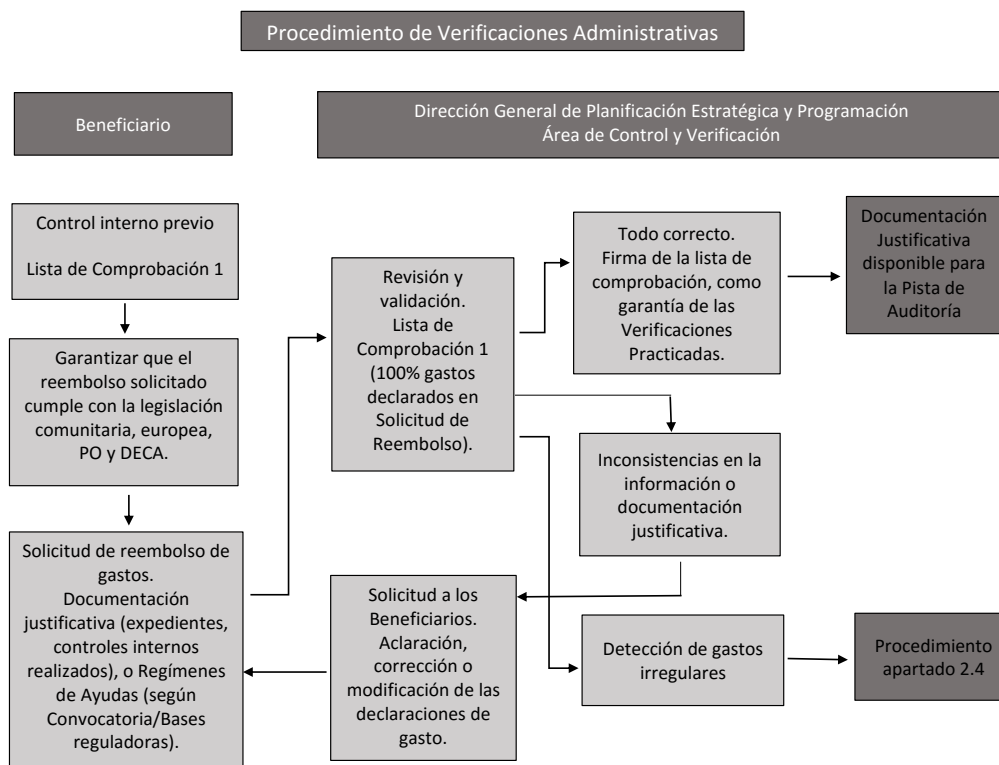 Procedimiento de Verificaciones Administrativas
Beneficiario
Dirección General de Planificación Estratégica y Programación
Área de Control y Verificación
Control interno previo
Lista de Comprobación 1
Garantizar que el
reembolso solicitado
cumple con la legislación
comunitaria, europea,
PO y DECA.
Solicitud de reembolso de
gastos.
Documentación
justificativa (expedientes,
controles internos
realizados), o Regímenes
de Ayudas (según
Convocatoria/Bases
reguladoras).
Revisión y
validación.
Lista de
Comprobación 1
(100% gastos
declarados en
Solicitud de
Reembolso).
Todo correcto.
Firma de la lista de
comprobación, como
garantía de las
Verificaciones
Practicadas.
Documentación
Justificativa
disponible para
la Pista de
Auditoría
Inconsistencias en la
información o
documentación
justificativa.
Solicitud a los
Beneficiarios.
Aclaración,
corrección o
modificación de las
declaraciones de
gasto.
Detección de gastos
irregulares
Procedimiento
apartado 2.4